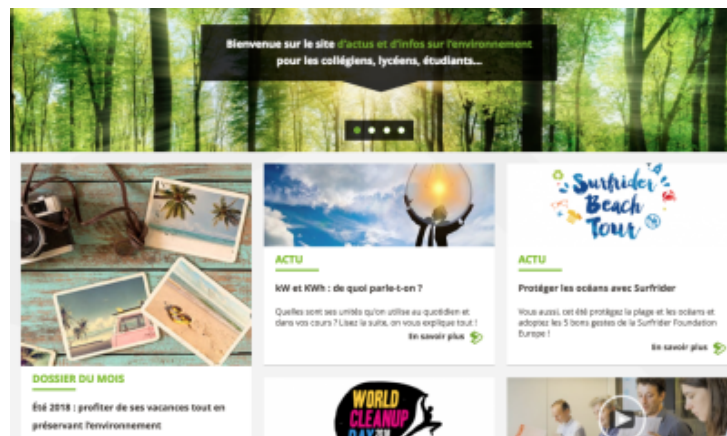 Bienvenue sur le site d'actus et d'infos sur l'environnement
pour les collégiens, lycéens, étudiants...
DOSSIER DU MOIS
Été 2018 : profiter de ses vacances tout en
préservant l'environnement
ACTU
kW et KWh : de quoi parle-t-on ?
Quelles sont ses unités qu'on utilise au quotidien et
dans vos cours ? Lisez la suite, on vous explique tout !
En savoir plus
WORLD
CLEANUP
DAY 2018
Surfrider
Beach
Tour
ACTU
Protéger les océans avec Surfrider
Vous aussi, cet été protégez la plage et les océans et
adoptez les 5 bons gestes de la Surfrider Foundation
Europe !
En savoir plus